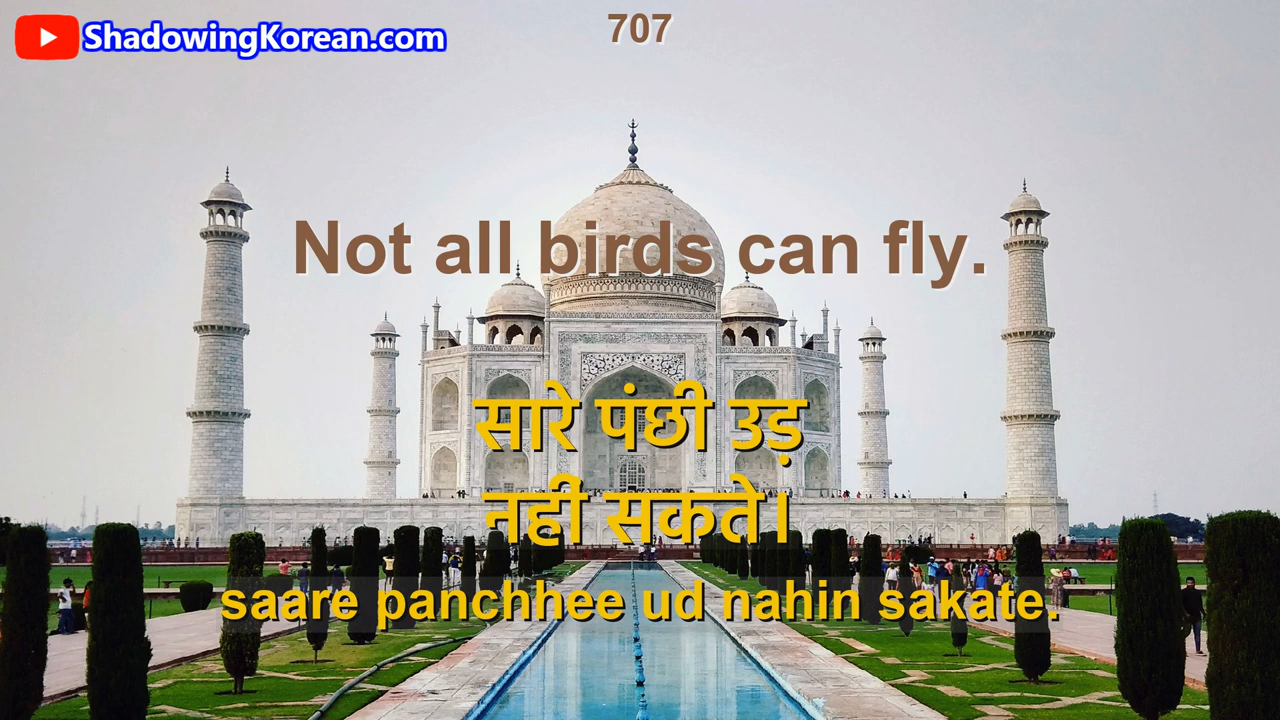 707
ShadowingKorean.com
Not all birds can fly.
सारे पंछी उड़
नहीं सकते।
saare panchhee ud nahin sakate.